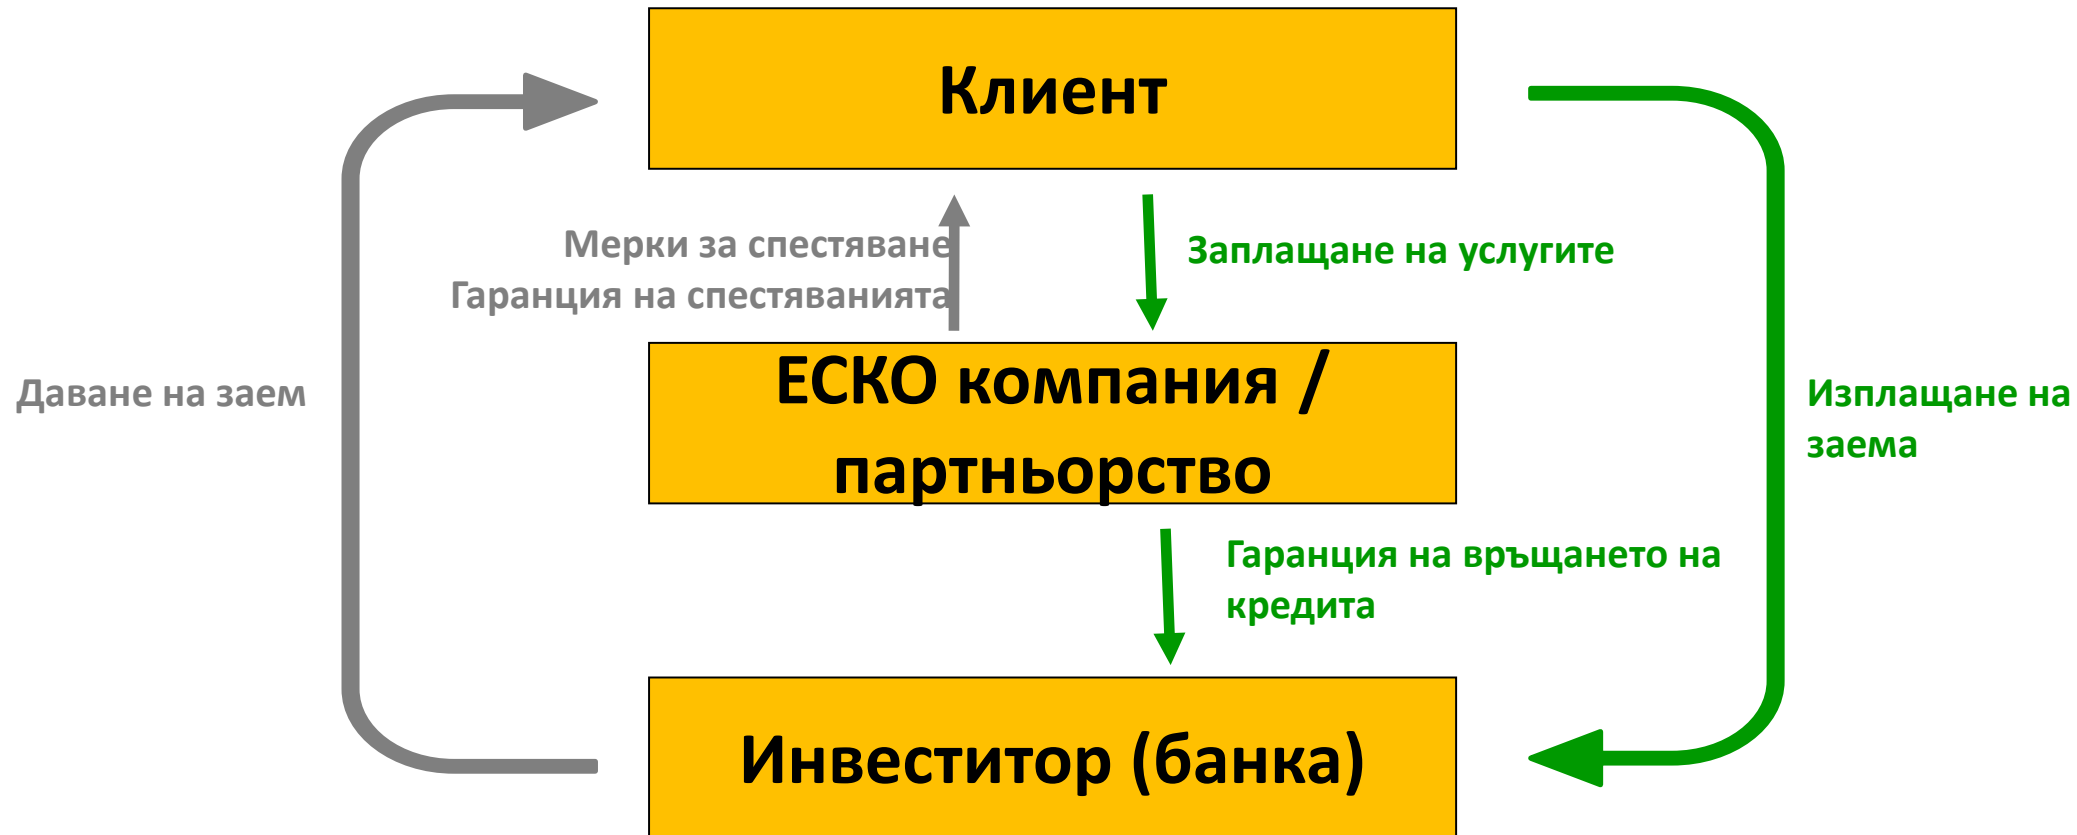 Клиент
Мерки за спестяване
Гаранция на спестяванията
Заплащане на услугите
Даване на заем
ЕСКО компания /
партньорство
Изплащане на
заема
Гаранция на връщането на
кредита
Инвеститор (банка)